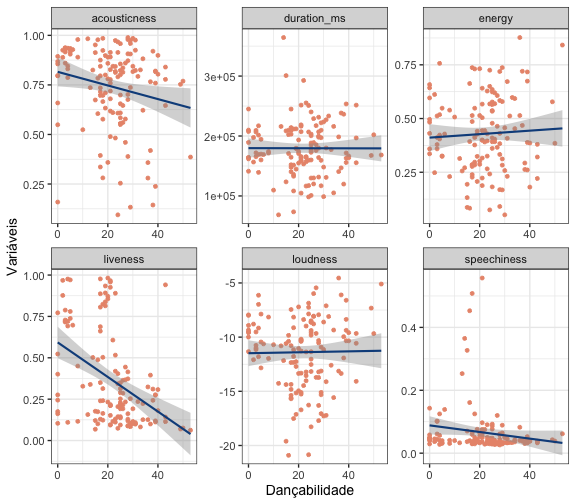 acousticness duration_ms energy
1.00
0.75
0.50
0.25
0 20 40
3e+05
2e+05
1e+05
0 20 40
0.75
0.50
0.25
0 20 40
Variáveis
liveness loudness speechiness
1.00
0.75
0.50
0.25
0.00
0 20 40
-5
-10
-15
-20
0 20 40
0.4
0.2
0.0
0 20 40
Dançabilidade